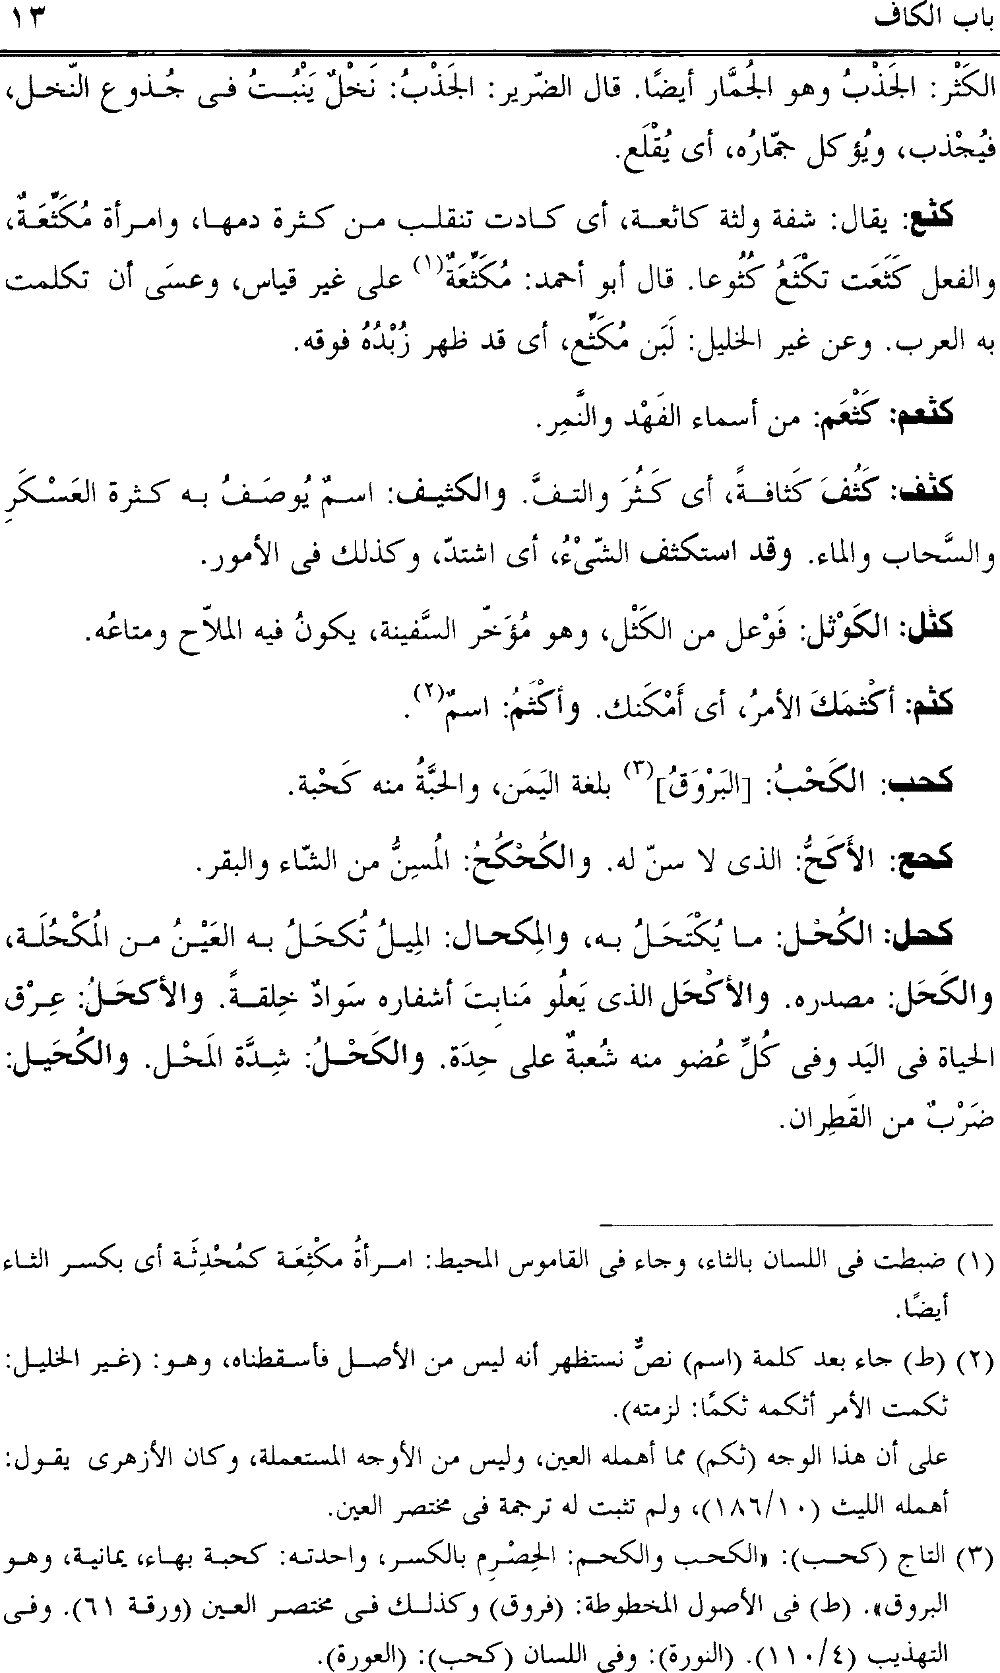 باب الكاف ١٣
الكَثْر: الجَذْبُ وهو الجُمَّار أيضًا. قال الضّرير: الجَذْبُ: نَخْلٌ يَنْبُتُ فى جُذوع النّخل،
فيُجْذب، ويُؤكل جمّارُه، أى يُقْلَع.
كثع: يقال: شفة ولثة كاثعة، أى كادت تنقلب من كثرة دمها، وامرأة مُكَثِّعَةٌ،
والفعل كَثَعَت تكْثَعُ كُثُوعا. قال أبو أحمد: مُكَثِّعَةٌ(١) على غير قياس، وعسَى أن تكلمت
به العرب. وعن غير الخليل: لَبَن مُكَثِّع، أى قد ظهر زُبْدُهُ فوقه.
كثعم: كَثْعَم: من أسماء الفَهْد والنَّمِر.
كثف: كَثُفَ كَثافةً، أى كَثُرَ والتفَّ. والكثيف: اسمٌ يُوصَفُ به كثرة العَسْكَرِ
والسَّحاب والماء. وقد استكثف الشّىْءُ، أى اشتدّ، وكذلك فى الأمور.
كثل: الكَوْثل: فَوْعل من الكَثْل، وهو مُؤَخّر السَّفينة، يكونُ فيه الملاّح ومتاعُه.
كثم: أكْثمَكَ الأمرُ، أى أَمْكَنك. وأكْثَمُ: اسمٌ(٢).
كحب: الكَحْبُ: [البَرْوَقُ](٣) بلغة اليَمَن، والحَبَّةُ منه كَحْبة.
كحح: الأَكَحُّ: الذى لا سنّ له. والكُحْكُحُ: المُسِنُّ من الشّاء والبقر.
كحل: الكُحْل: ما يُكْتَحَلُ به، والمِكحال: المِيلُ تُكحَلُ به العَيْنُ من المُكْحُلَة،
والكَحَل: مصدره. والأكْحَل الذى يَعلُو مَنابِتَ أشفاره سَوادٌ خِلقةً. والأكحَلُ: عِرْق
الحياة فى اليَد وفى كُلِّ عُضو منه شُعبةٌ على حِدَة. والكَحْلُ: شِدَّة المَحْل. والكُحَيل:
ضَرْبٌ من القَطِران.
(١) ضبطت فى اللسان بالثاء، وجاء فى القاموس المحيط: امرأةُ مكْثِعَة كمُحْدِثَة أى بكسر الثاء
أيضًا.
(٢) (ط) جاء بعد كلمة (اسم) نصٌّ نستظهر أنه ليس من الأصل فأسقطناه، وهو: (غير الخليل:
ثكمت الأمر أثكمه ثكمًا: لزمته).
على أن هذا الوجه (ثكم) مما أهمله العين، وليس من الأوجه المستعملة، وكان الأزهرى يقول:
أهمله الليث (١٨٦/١٠)، ولم تثبت له ترجمة فى مختصر العين.
(٣) التاج (كحب): «الكحب والكحم: الحِصْرِم بالكسر، واحدته: كحبة بهاء، يمانية، وهو
البروق». (ط) فى الأصول المخطوطة: (فروق) وكذلك فى مختصر العين (ورقة ٦١). وفى
التهذيب (١١٠/٤). (النورة): وفى اللسان (كحب): (العورة).